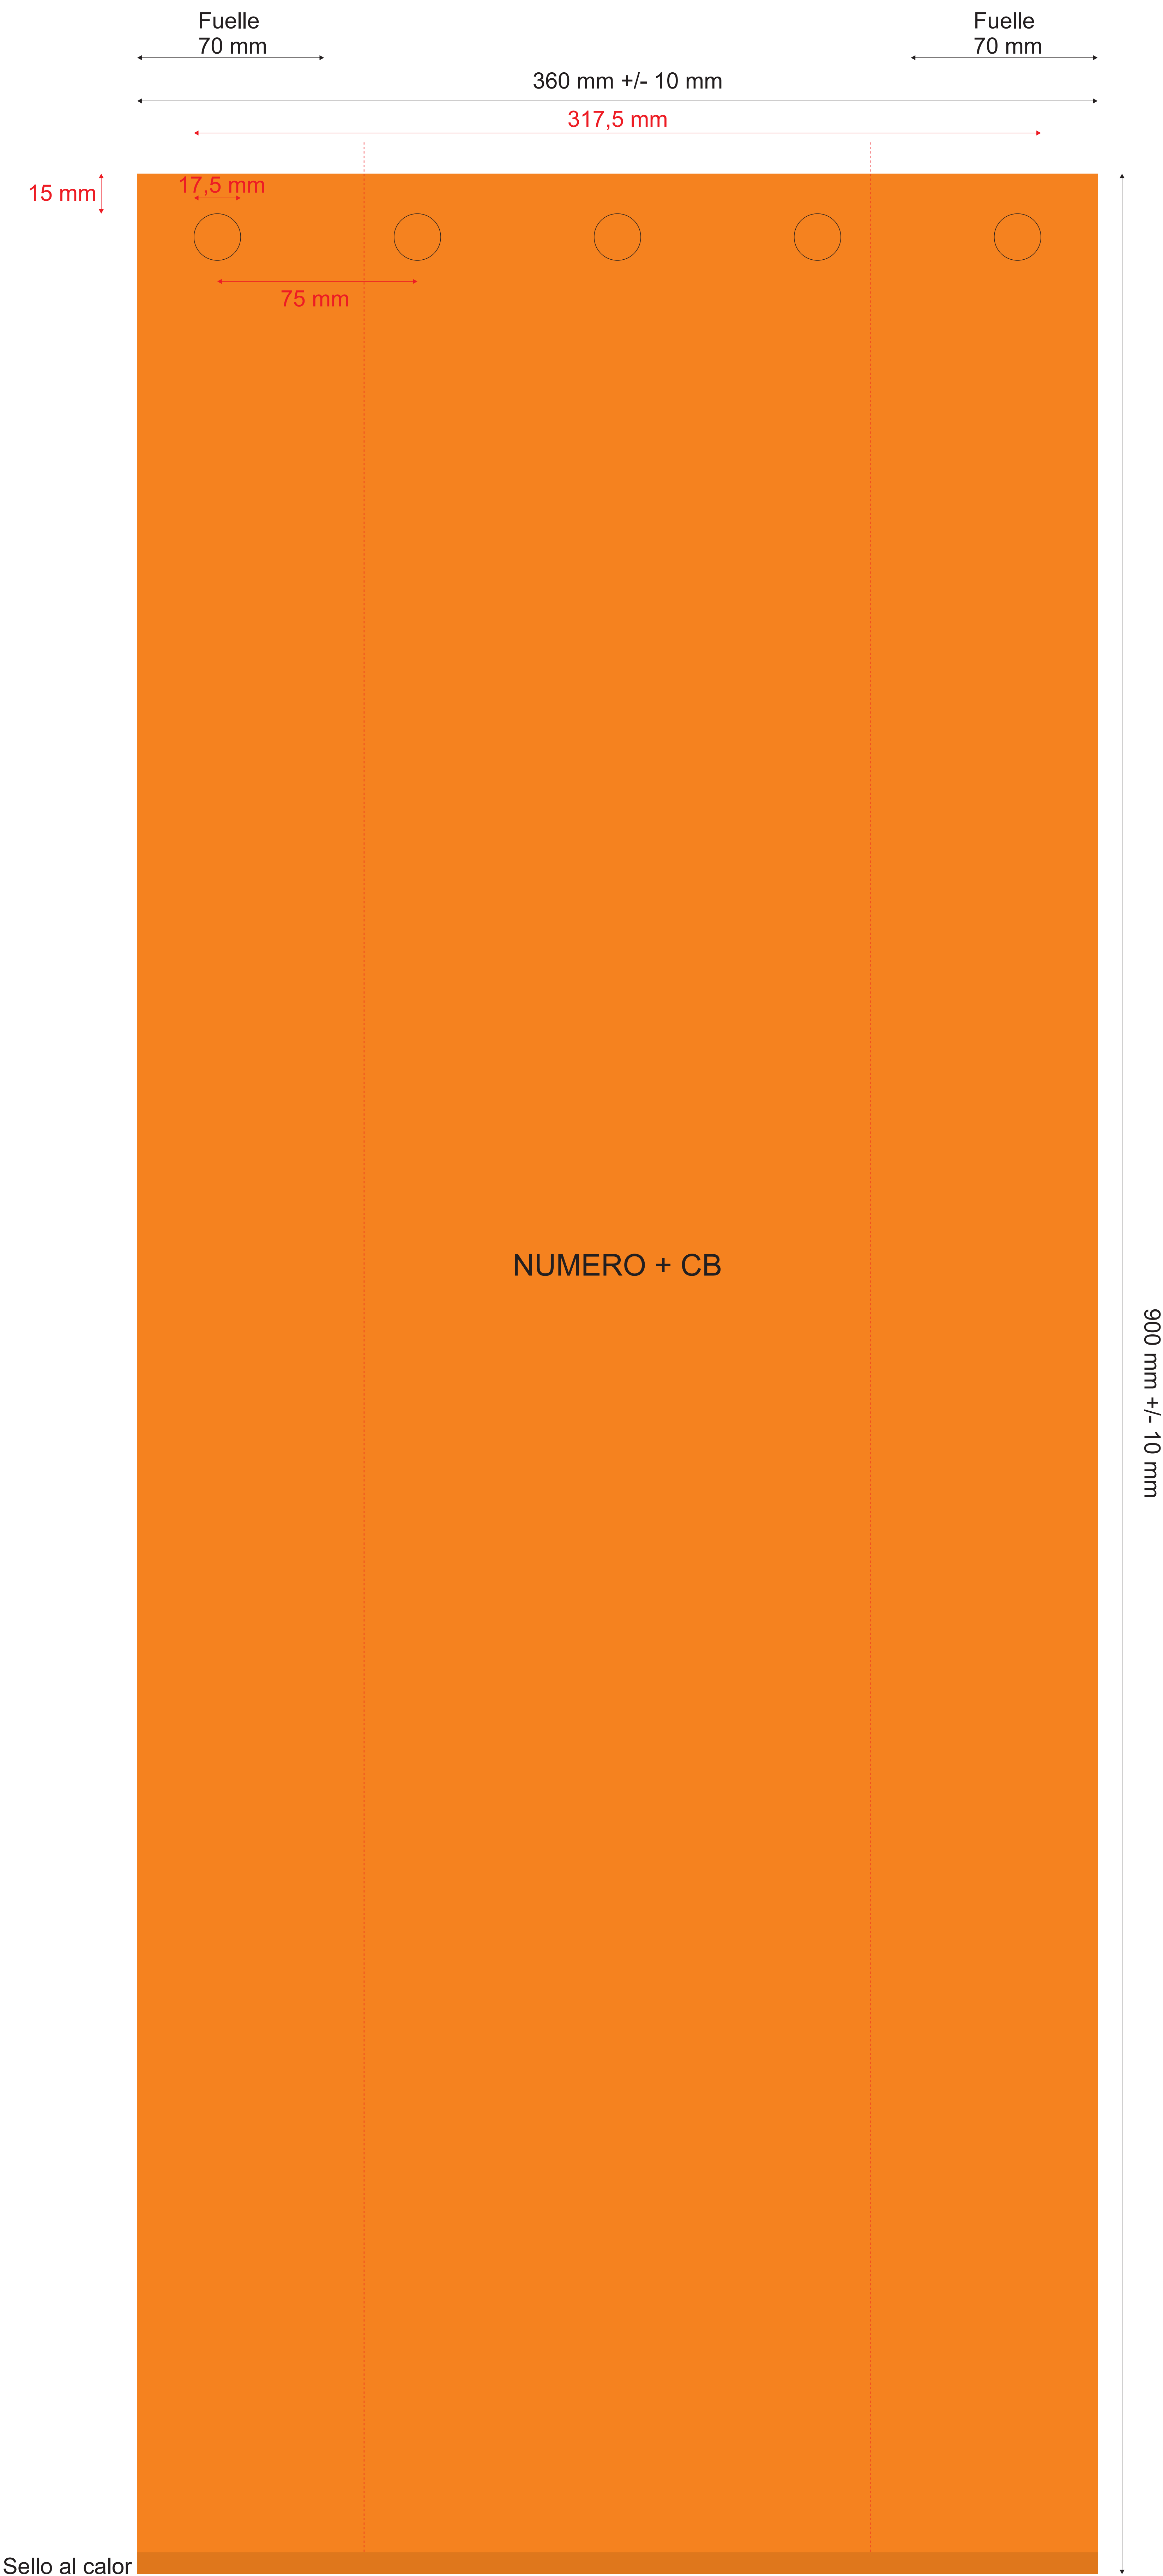 Fuelle
70 mm
Fuelle
70 mm
360 mm +/- 10 mm
317,5 mm
15 mm
17,5 mm
75 mm
NUMERO + CB
900 mm +/- 10 mm
Sello al calor